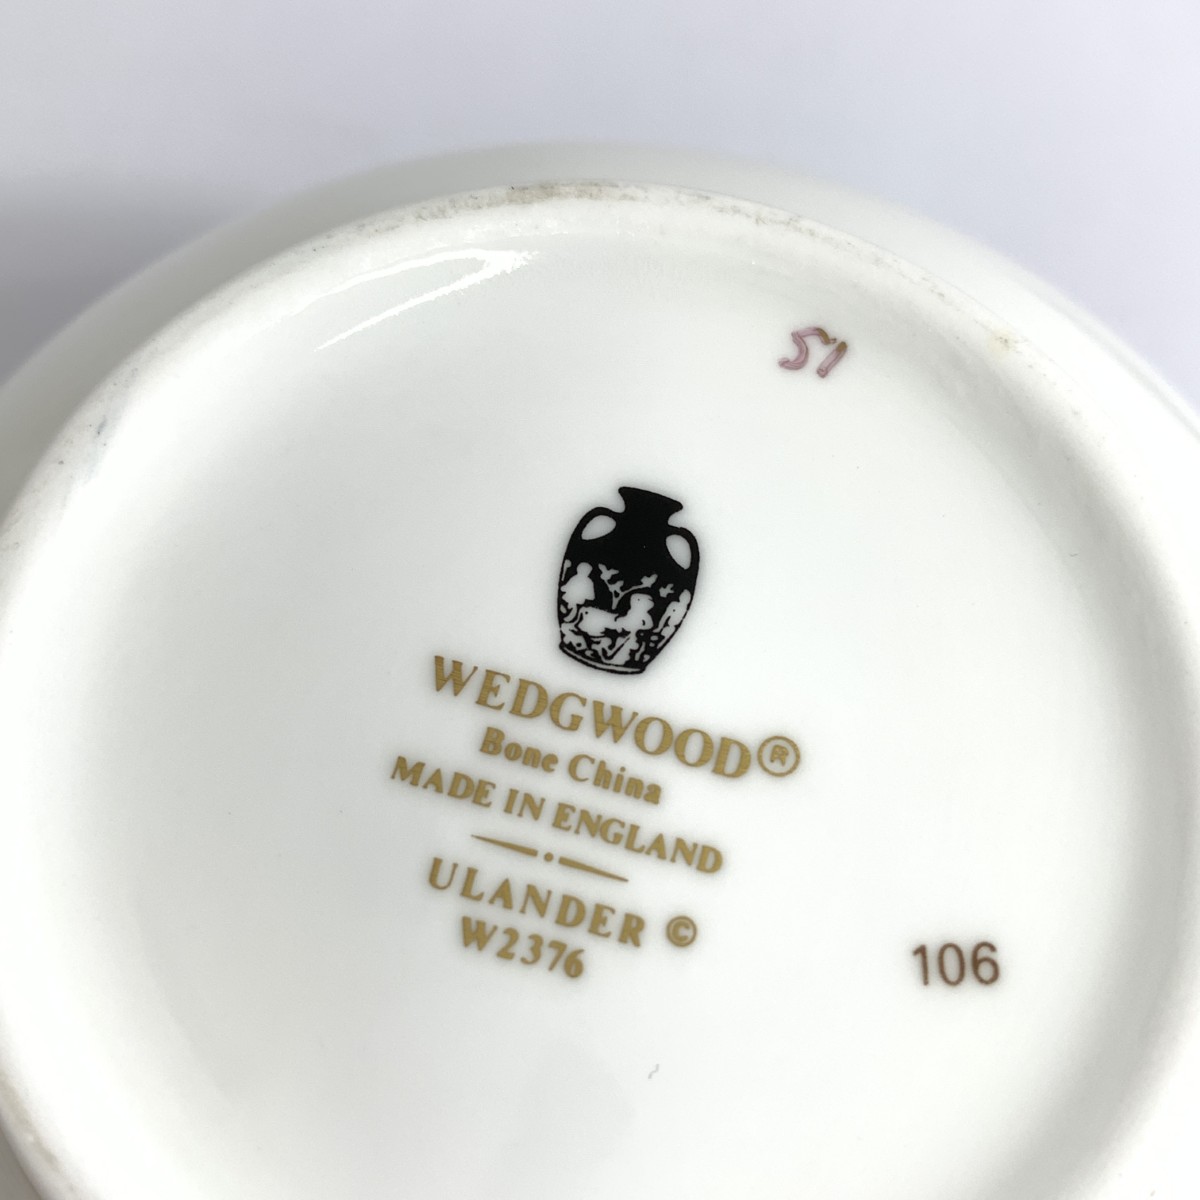 51
WEDGWOOD®
Bone China
MADE IN ENGLAND
ULANDER ©
W2376
106